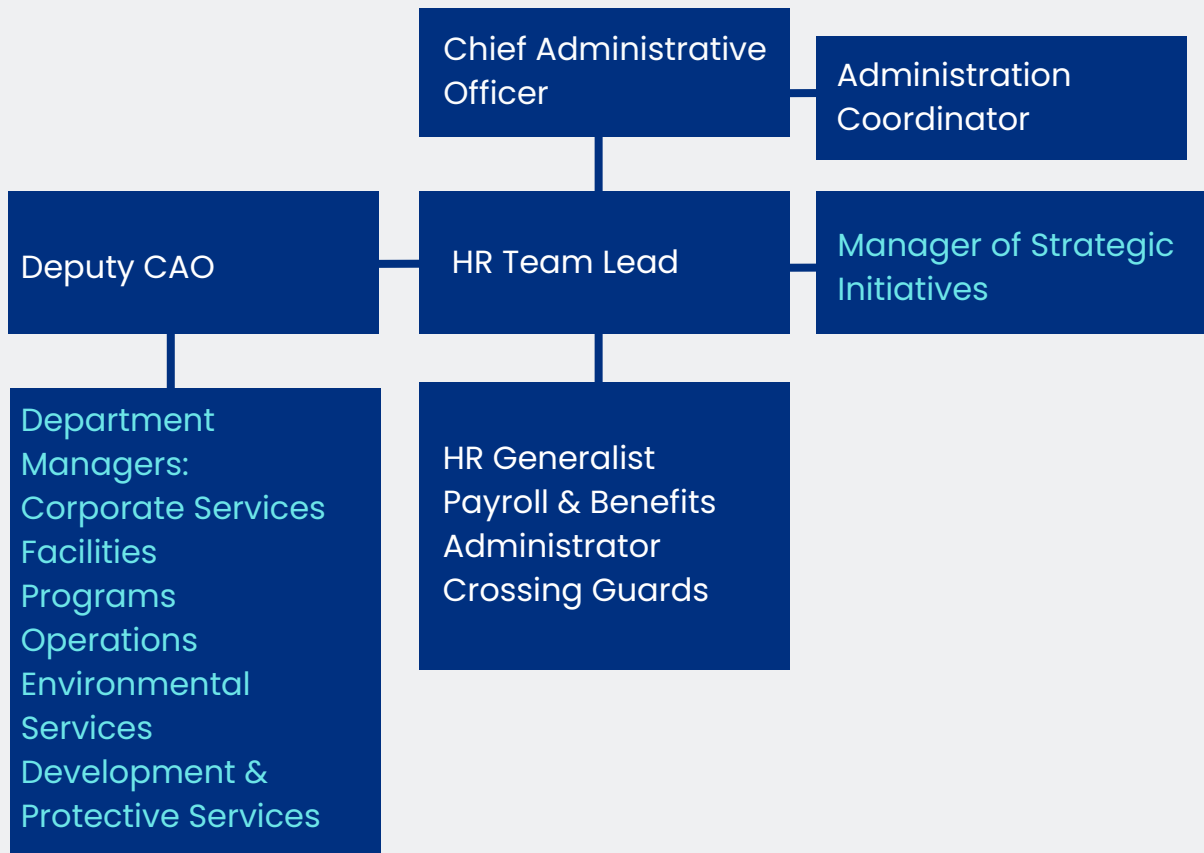 Chief Administrative
Officer
Administration
Coordinator
Deputy CAO
HR Team Lead
Manager of Strategic
Initiatives
Department
Managers:
Corporate Services
Facilities
Programs
Operations
Environmental
Services
Development &
Protective Services
HR Generalist
Payroll & Benefits
Administrator
Crossing Guards